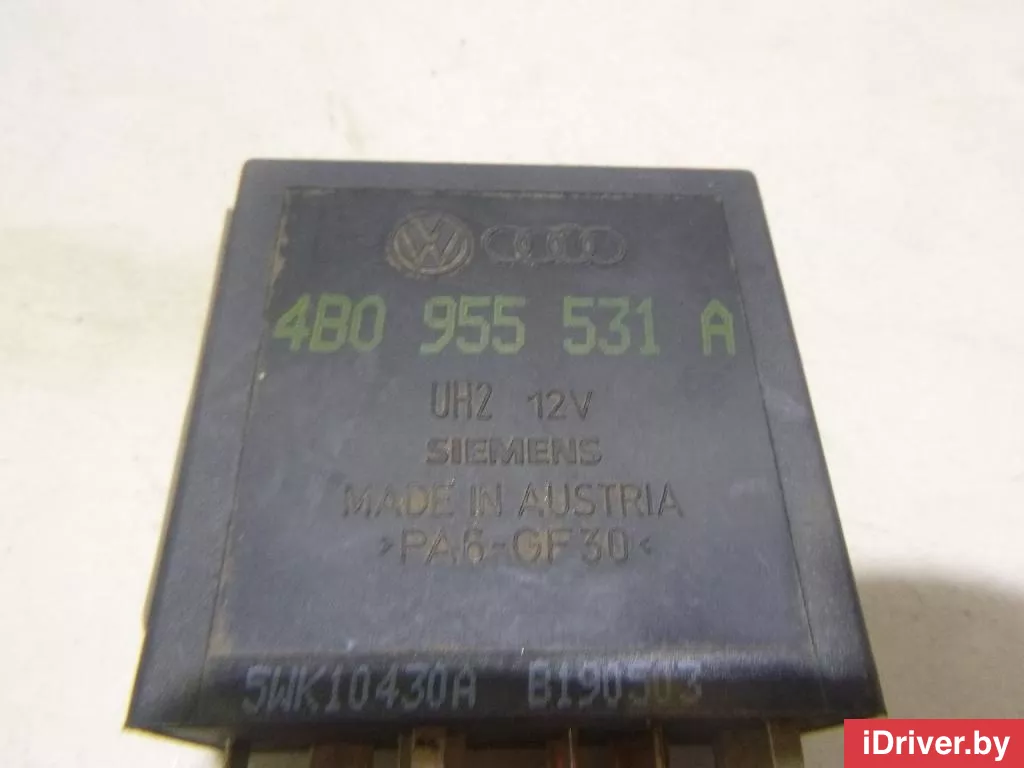 4B0 955 531 A
UH2 12V
SIEMENS
MADE IN AUSTRIA
>PA6-GF30<
5WK10430A B190503
iDriver.by